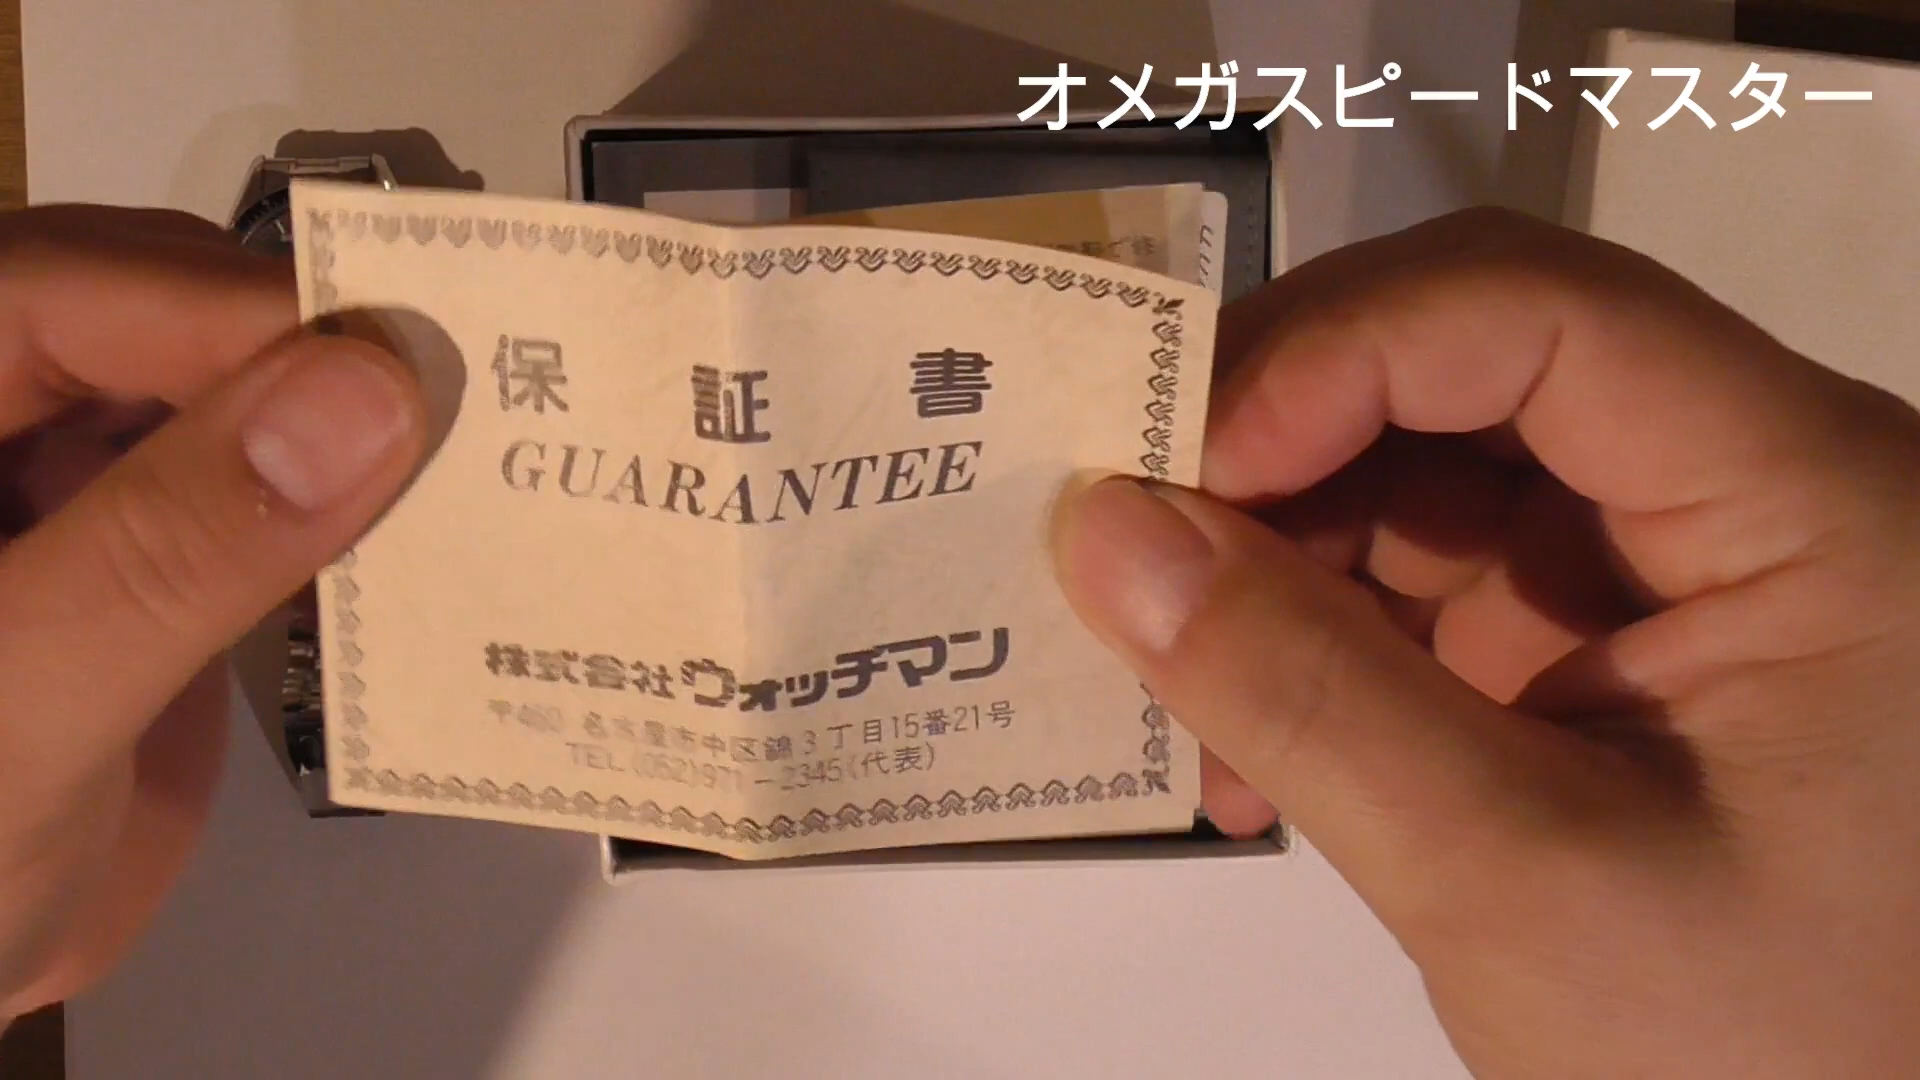 オメガスピードマスター
保証書
GUARANTEE
株式会社ウォッチマン
〒460 名古屋市中区錦3丁目15番21号
TEL(052)971-2345(代表)